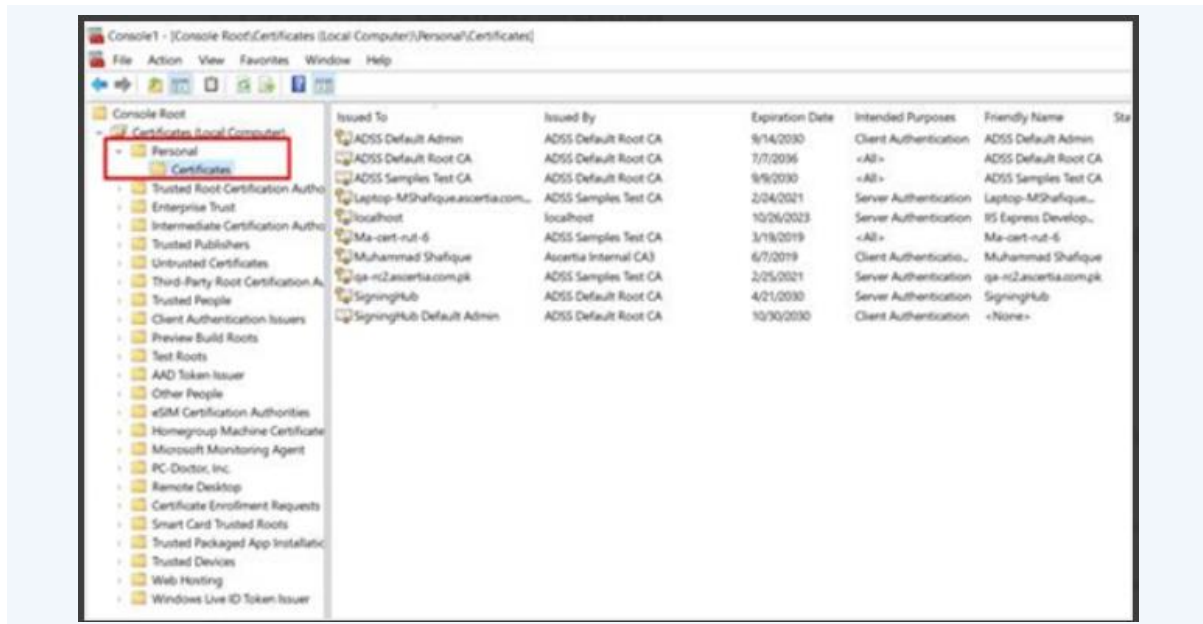 Console1 - [Console Root\Certificates (Local Computer)\Personal\Certificates]
File Action View Favorites Window Help
Console Root
Certificates (Local Computer)
Personal
Certificates
Trusted Root Certification Autho
Enterprise Trust
Intermediate Certification Autho
Trusted Publishers
Untrusted Certificates
Third-Party Root Certification A
Trusted People
Client Authentication Issuers
Preview Build Roots
Test Roots
AAD Token Issuer
Other People
eSIM Certification Authorities
Homegroup Machine Certificate
Microsoft Monitoring Agent
PC-Doctor, Inc.
Remote Desktop
Certificate Enrollment Requests
Smart Card Trusted Roots
Trusted Packaged App Installatic
Trusted Devices
Web Hosting
Windows Live ID Token Issuer
Issued To Issued By Expiration Date Intended Purposes Friendly Name Sta
ADSS Default Admin ADSS Default Root CA 9/14/2030 Client Authentication ADSS Default Admin
ADSS Default Root CA ADSS Default Root CA 7/7/2036 <All> ADSS Default Root CA
ADSS Samples Test CA ADSS Default Root CA 9/9/2030 <All> ADSS Samples Test CA
Laptop-MShafique.ascertia.com... ADSS Samples Test CA 2/24/2021 Server Authentication Laptop-MShafique...
localhost localhost 10/26/2023 Server Authentication IIS Express Develop...
Ma-cert-rut-6 ADSS Samples Test CA 3/19/2019 <All> Ma-cert-rut-6
Muhammad Shafique Ascertia Internal CA3 6/7/2019 Client Authenticatio... Muhammad Shafique
qa-rc2.ascertia.com.pk ADSS Samples Test CA 2/25/2021 Server Authentication qa-rc2.ascertia.com.pk
SigningHub ADSS Default Root CA 4/21/2030 Server Authentication SigningHub
SigningHub Default Admin ADSS Default Root CA 10/30/2030 Client Authentication <None>